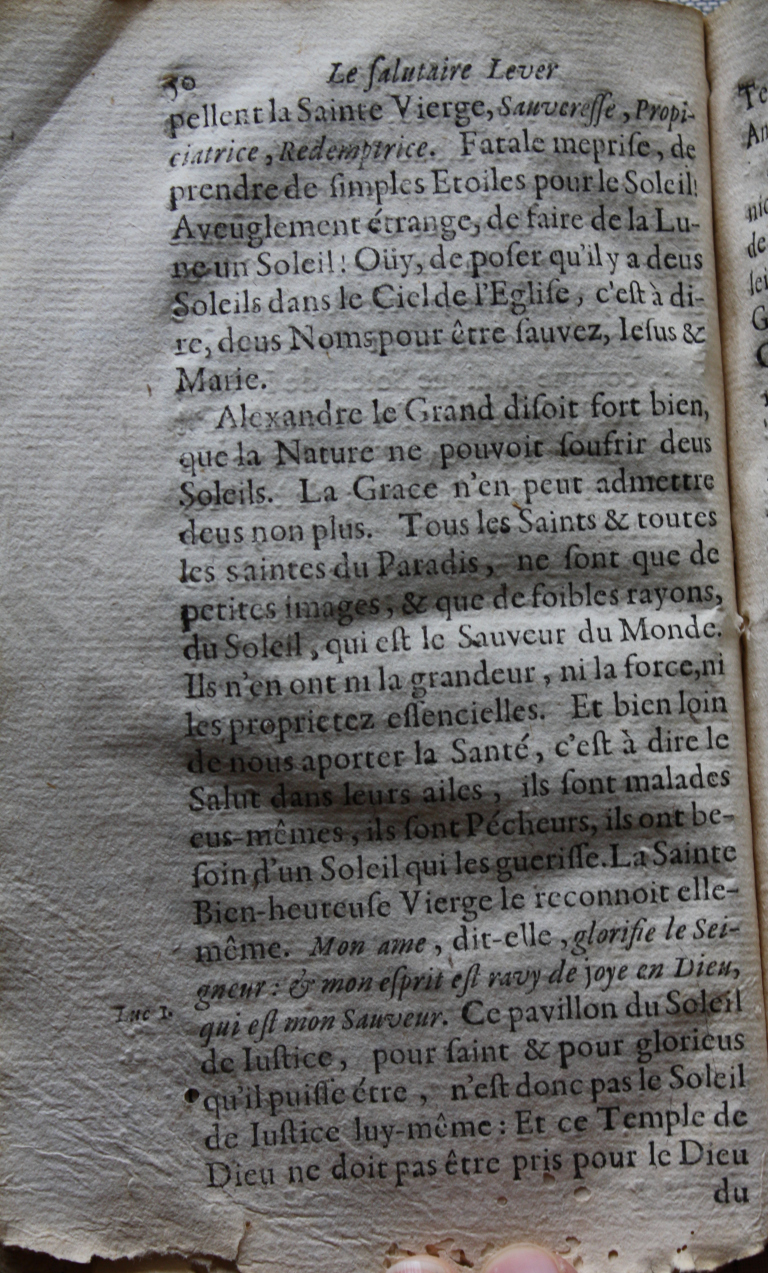 50 Le ſalutaire Lever
pellent la Sainte Vierge, Sauvereſſe, Propi-
ciatrice, Redemptrice. Fatale mepriſe, de
prendre de ſimples Etoiles pour le Soleil!
Aveuglement étrange, de faire de la Lu-
ne un Soleil! Oüy, de poſer qu'il y a deus
Soleils dans le Ciel de l'Egliſe, c'eſt à di-
re, deus Noms pour être ſauvez, Ieſus &
Marie.
Alexandre le Grand diſoit fort bien,
que la Nature ne pouvoit ſoufrir deus
Soleils. La Grace n'en peut admettre
deus non plus. Tous les Saints & toutes
les saintes du Paradis, ne ſont que de
petites images, & que de foibles rayons,
du Soleil, qui eſt le Sauveur du Monde.
Ils n'en ont ni la grandeur, ni la force, ni
les proprietez eſſencielles. Et bien loin
de nous aporter la Santé, c'eſt à dire le
Salut dans leurs ailes, ils ſont malades
eus-mêmes, ils ſont Pécheurs, ils ont be-
ſoin d'un Soleil qui les gueriſſe. La Sainte
Bien-heureuſe Vierge le reconnoit elle-
même. Mon ame, dit-elle, glorifie le Sei-
gneur : & mon eſprit eſt ravy de joye en Dieu,
Luc 1. qui eſt mon Sauveur. Ce pavillon du Soleil
de Iuſtice, pour ſaint & pour glorieus
qu'il puiſſe étre, n'eſt donc pas le Soleil
de Iuſtice luy-même : Et ce Temple de
Dieu ne doit pas être pris pour le Dieu
du